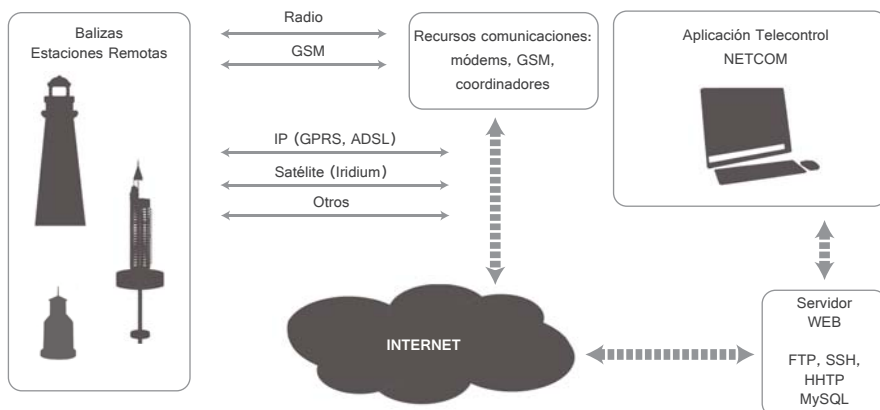 Balizas
Estaciones Remotas
Radio
GSM
IP (GPRS, ADSL)
Satélite (Iridium)
Otros
Recursos comunicaciones:
módems, GSM,
coordinadores
Aplicación Telecontrol
NETCOM
INTERNET
Servidor
WEB
FTP, SSH,
HHTP
MySQL